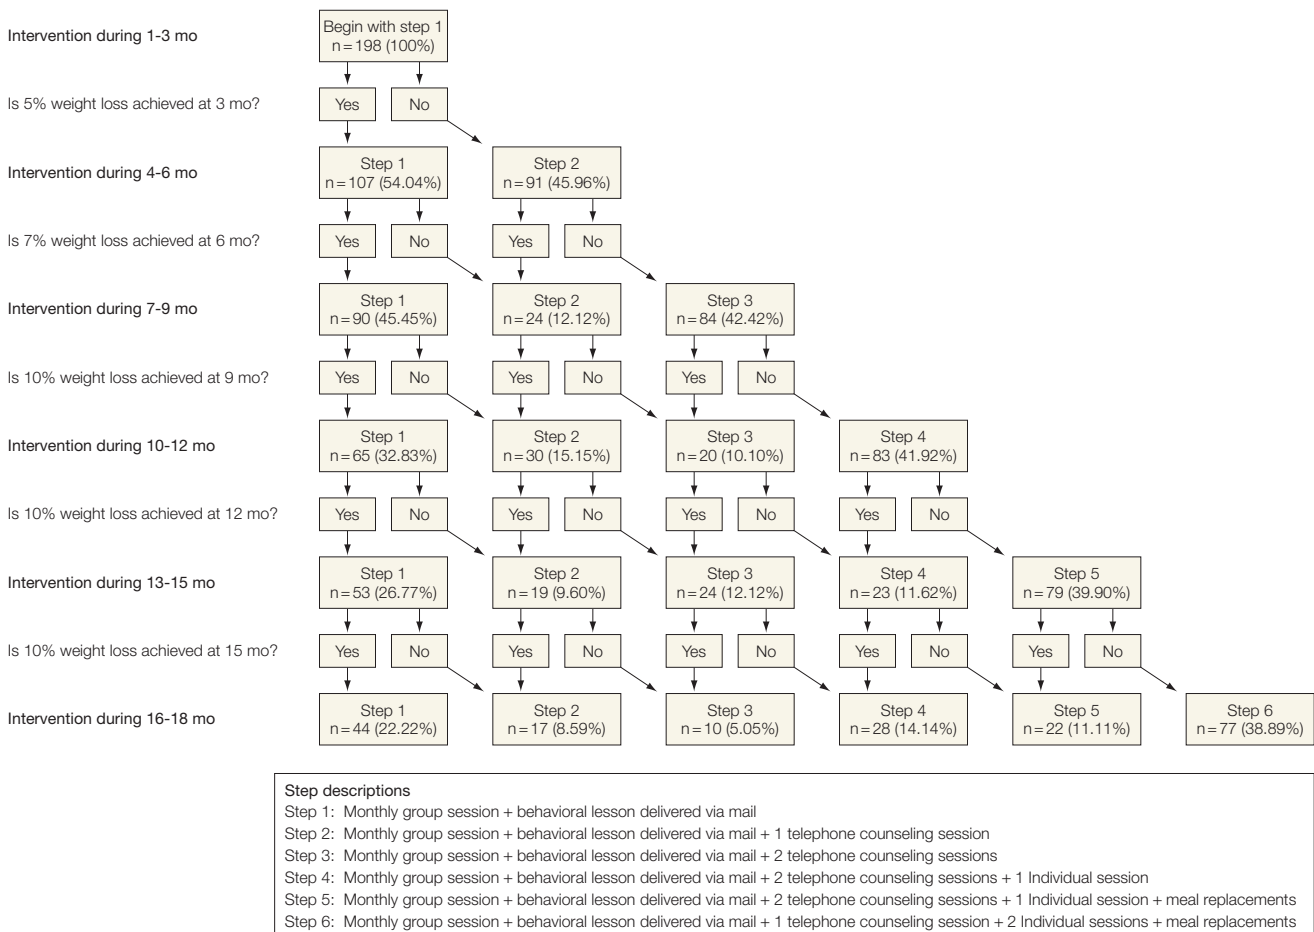 Intervention during 1-3 mo
Begin with step 1
n=198 (100%)
Is 5% weight loss achieved at 3 mo?
Yes
No
Intervention during 4-6 mo
Step 1
n=107 (54.04%)
Step 2
n=91 (45.96%)
Is 7% weight loss achieved at 6 mo?
Yes
No
Yes
No
Intervention during 7-9 mo
Step 1
n=90 (45.45%)
Step 2
n=24 (12.12%)
Step 3
n=84 (42.42%)
Is 10% weight loss achieved at 9 mo?
Yes
No
Yes
No
Yes
No
Intervention during 10-12 mo
Step 1
n=65 (32.83%)
Step 2
n=30 (15.15%)
Step 3
n=20 (10.10%)
Step 4
n=83 (41.92%)
Is 10% weight loss achieved at 12 mo?
Yes
No
Yes
No
Yes
No
Yes
No
Intervention during 13-15 mo
Step 1
n=53 (26.77%)
Step 2
n=19 (9.60%)
Step 3
n=24 (12.12%)
Step 4
n=23 (11.62%)
Step 5
n=79 (39.90%)
Is 10% weight loss achieved at 15 mo?
Yes
No
Yes
No
Yes
No
Yes
No
Yes
No
Intervention during 16-18 mo
Step 1
n=44 (22.22%)
Step 2
n=17 (8.59%)
Step 3
n=10 (5.05%)
Step 4
n=28 (14.14%)
Step 5
n=22 (11.11%)
Step 6
n=77 (38.89%)
Step descriptions
Step 1: Monthly group session + behavioral lesson delivered via mail
Step 2: Monthly group session + behavioral lesson delivered via mail + 1 telephone counseling session
Step 3: Monthly group session + behavioral lesson delivered via mail + 2 telephone counseling sessions
Step 4: Monthly group session + behavioral lesson delivered via mail + 2 telephone counseling sessions + 1 Individual session
Step 5: Monthly group session + behavioral lesson delivered via mail + 2 telephone counseling sessions + 1 Individual session + meal replacements
Step 6: Monthly group session + behavioral lesson delivered via mail + 1 telephone counseling session + 2 Individual sessions + meal replacements